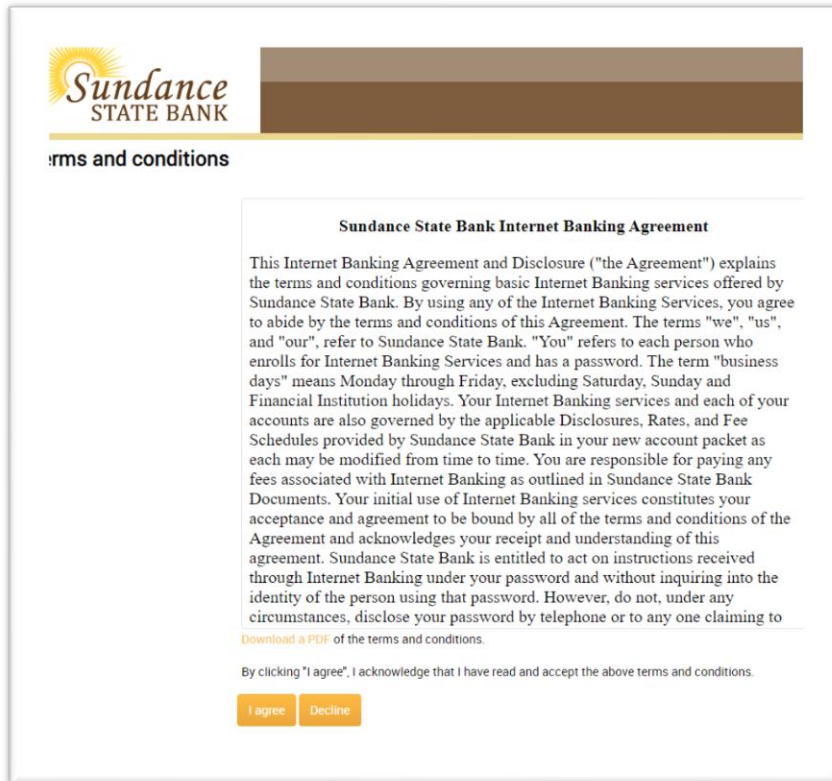 Sundance
STATE BANK
erms and conditions
Sundance State Bank Internet Banking Agreement
This Internet Banking Agreement and Disclosure ("the Agreement") explains
the terms and conditions governing basic Internet Banking services offered by
Sundance State Bank. By using any of the Internet Banking Services, you agree
to abide by the terms and conditions of this Agreement. The terms "we", "us",
and "our", refer to Sundance State Bank. "You" refers to each person who
enrolls for Internet Banking Services and has a password. The term "business
days" means Monday through Friday, excluding Saturday, Sunday and
Financial Institution holidays. Your Internet Banking services and each of your
accounts are also governed by the applicable Disclosures, Rates, and Fee
Schedules provided by Sundance State Bank in your new account packet as
each may be modified from time to time. You are responsible for paying any
fees associated with Internet Banking as outlined in Sundance State Bank
Documents. Your initial use of Internet Banking services constitutes your
acceptance and agreement to be bound by all of the terms and conditions of the
Agreement and acknowledges your receipt and understanding of this
agreement. Sundance State Bank is entitled to act on instructions received
through Internet Banking under your password and without inquiring into the
identity of the person using that password. However, do not, under any
circumstances, disclose your password by telephone or to any one claiming to
Download a PDF of the terms and conditions.
By clicking "I agree", I acknowledge that I have read and accept the above terms and conditions.
I agree Decline